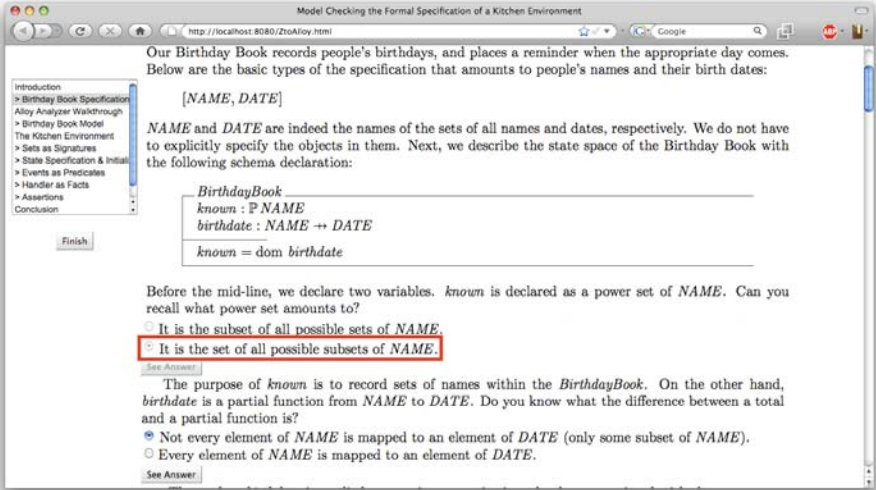 Model Checking the Formal Specification of a Kitchen Environment
http://localhost:8080/ZtoAlloy.html
Google
ABP
Introduction
> Birthday Book Specification
Alloy Analyzer Walkthrough
> Birthday Book Model
The Kitchen Environment
> Sets as Signatures
> State Specification & Initiali
> Events as Predicates
> Handler as Facts
> Assertions
Conclusion
Finish
Our Birthday Book records people's birthdays, and places a reminder when the appropriate day comes.
Below are the basic types of the specification that amounts to people's names and their birth dates:
[NAME, DATE]
NAME and DATE are indeed the names of the sets of all names and dates, respectively. We do not have
to explicitly specify the objects in them. Next, we describe the state space of the Birthday Book with
the following schema declaration:
BirthdayBook
known : ℙ NAME
birthdate : NAME ⇸ DATE
known = dom birthdate
Before the mid-line, we declare two variables. known is declared as a power set of NAME. Can you
recall what power set amounts to?
It is the subset of all possible sets of NAME.
It is the set of all possible subsets of NAME.
See Answer
The purpose of known is to record sets of names within the BirthdayBook. On the other hand,
birthdate is a partial function from NAME to DATE. Do you know what the difference between a total
and a partial function is?
Not every element of NAME is mapped to an element of DATE (only some subset of NAME).
Every element of NAME is mapped to an element of DATE.
See Answer